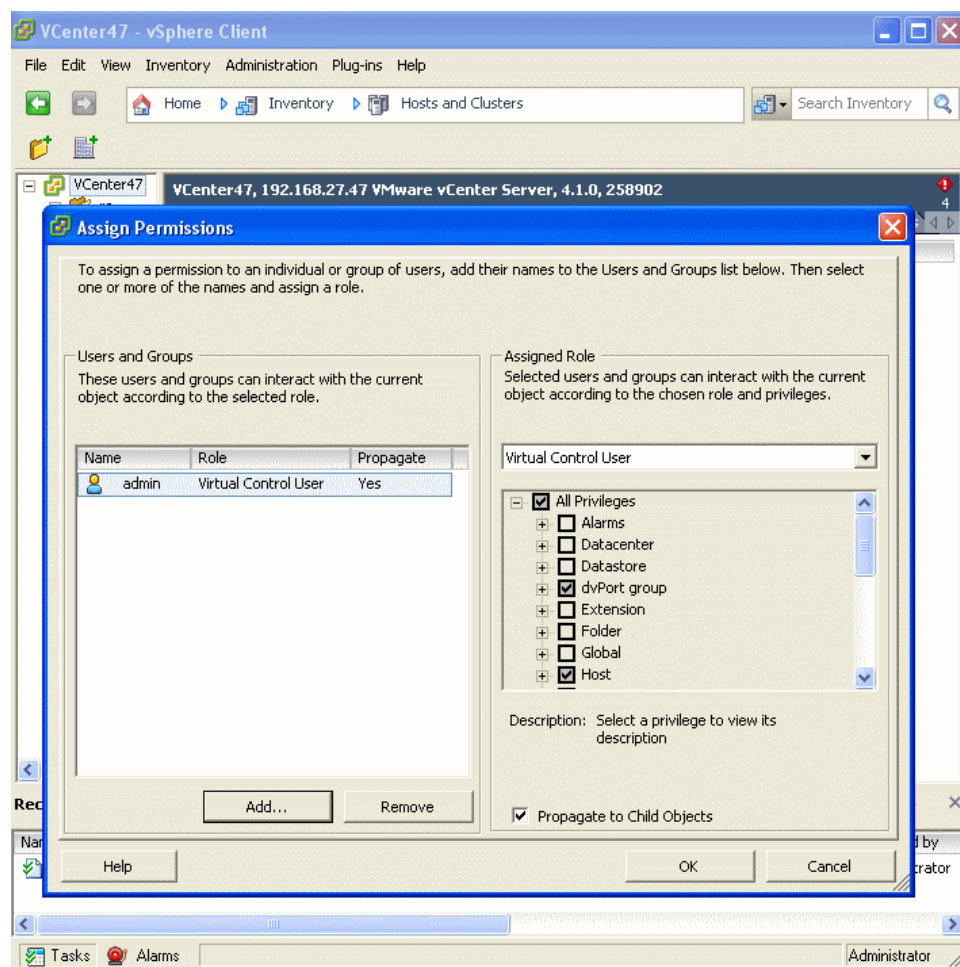 VCenter47 - vSphere Client
File Edit View Inventory Administration Plug-ins Help
Home Inventory Hosts and Clusters Search Inventory
VCenter47
VCenter47, 192.168.27.47 VMware vCenter Server, 4.1.0, 258902
4
Assign Permissions
To assign a permission to an individual or group of users, add their names to the Users and Groups list below. Then select
one or more of the names and assign a role.
Users and Groups
These users and groups can interact with the current
object according to the selected role.
Name Role Propagate
admin Virtual Control User Yes
Add... Remove
Assigned Role
Selected users and groups can interact with the current
object according to the chosen role and privileges.
Virtual Control User
All Privileges
Alarms
Datacenter
Datastore
dvPort group
Extension
Folder
Global
Host
Description: Select a privilege to view its
description
Propagate to Child Objects
Rec
Nar
d by
trator
Help OK Cancel
Tasks Alarms Administrator